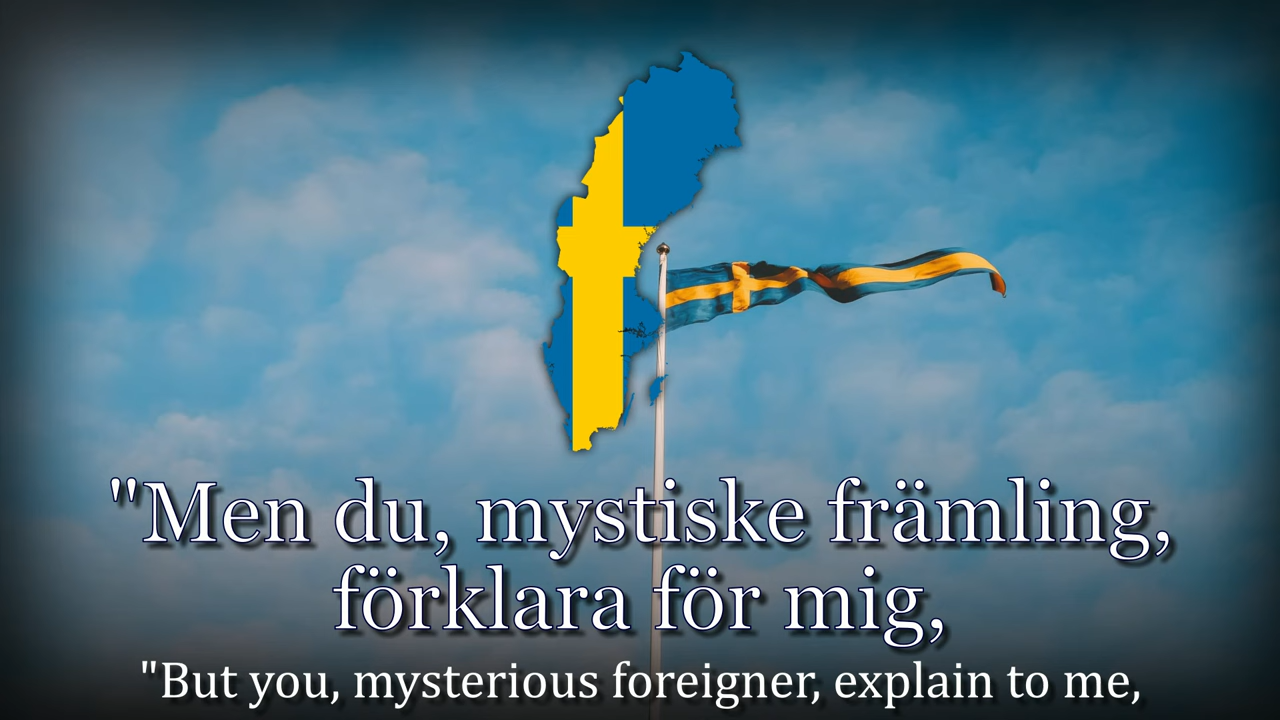 "Men du, mystiske främling,
förklara för mig,
"But you, mysterious foreigner, explain to me,